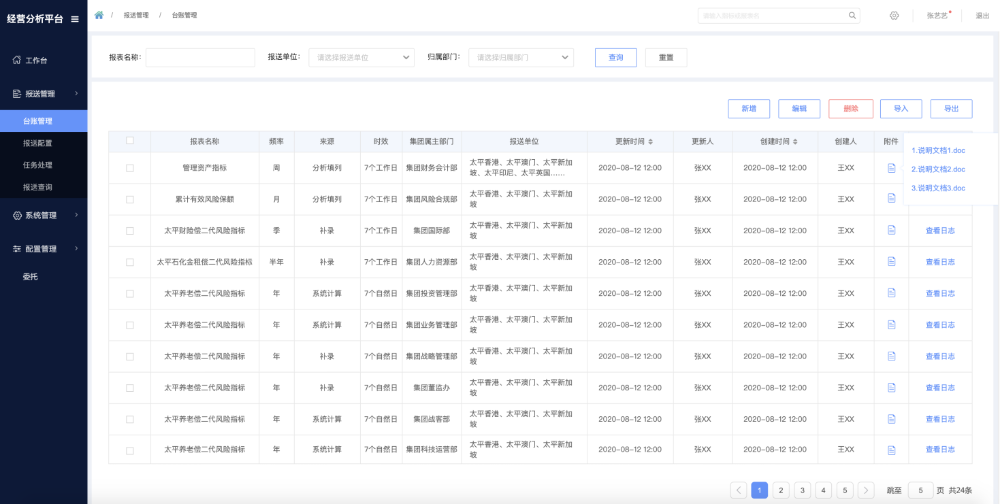 经营分析平台
/ 报送管理 / 台账管理
请输入指标或报表名
张艺艺
退出
工作台
报送管理
台账管理
报送配置
任务处理
报送查询
系统管理
配置管理
委托
报表名称：
报送单位： 请选择报送单位
归属部门： 请选择归属部门
查询
重置
新增 编辑 删除 导入 导出
报表名称 频率 来源 时效 集团属主部门 报送单位 更新时间 更新人 创建时间 创建人 附件
1.说明文档1.doc
2.说明文档2.doc
3.说明文档3.doc
管理资产指标 周 分析填列 7个工作日 集团财务会计部 太平香港、太平澳门、太平新加
坡、太平印尼、太平英国…… 2020-08-12 12:00 张XX 2020-08-12 12:00 王XX
累计有效风险保额 月 分析填列 7个工作日 集团风险合规部 太平香港、太平澳门、太平新加
坡 2020-08-12 12:00 张XX 2020-08-12 12:00 王XX
太平财险偿二代风险指标 季 补录 7个工作日 集团国际部 太平香港、太平澳门、太平新加
坡 2020-08-12 12:00 张XX 2020-08-12 12:00 王XX 查看日志
太平石化金租偿二代风险指标 半年 补录 7个工作日 集团人力资源部 太平香港、太平澳门、太平新加
坡 2020-08-12 12:00 张XX 2020-08-12 12:00 王XX 查看日志
太平养老偿二代风险指标 年 系统计算 7个自然日 集团投资管理部 太平香港、太平澳门、太平新加
坡 2020-08-12 12:00 张XX 2020-08-12 12:00 王XX 查看日志
太平养老偿二代风险指标 年 系统计算 7个自然日 集团业务管理部 太平香港、太平澳门、太平新加
坡 2020-08-12 12:00 张XX 2020-08-12 12:00 王XX 查看日志
太平养老偿二代风险指标 年 补录 7个自然日 集团战略管理部 太平香港、太平澳门、太平新加
坡 2020-08-12 12:00 张XX 2020-08-12 12:00 王XX 查看日志
太平养老偿二代风险指标 年 补录 7个自然日 集团董监办 太平香港、太平澳门、太平新加
坡 2020-08-12 12:00 张XX 2020-08-12 12:00 王XX 查看日志
太平养老偿二代风险指标 年 系统计算 7个自然日 集团战客部 太平香港、太平澳门、太平新加
坡 2020-08-12 12:00 张XX 2020-08-12 12:00 王XX 查看日志
太平养老偿二代风险指标 年 系统计算 7个自然日 集团科技运营部 太平香港、太平澳门、太平新加
坡 2020-08-12 12:00 张XX 2020-08-12 12:00 王XX 查看日志
1 2 3 4 5 跳至 5 页 共24条